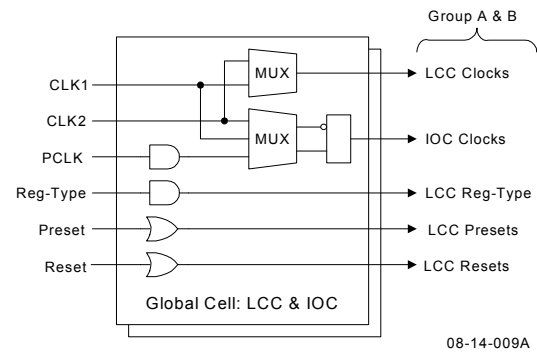 Group A & B
MUX
LCC Clocks
CLK1
CLK2
MUX
IOC Clocks
PCLK
Reg-Type
LCC Reg-Type
Preset
LCC Presets
Reset
LCC Resets
Global Cell: LCC & IOC
08-14-009A